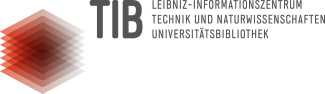 TIB
LEIBNIZ-INFORMATIONSZENTRUM
TECHNIK UND NATURWISSENSCHAFTEN
UNIVERSITÄTSBIBLIOTHEK